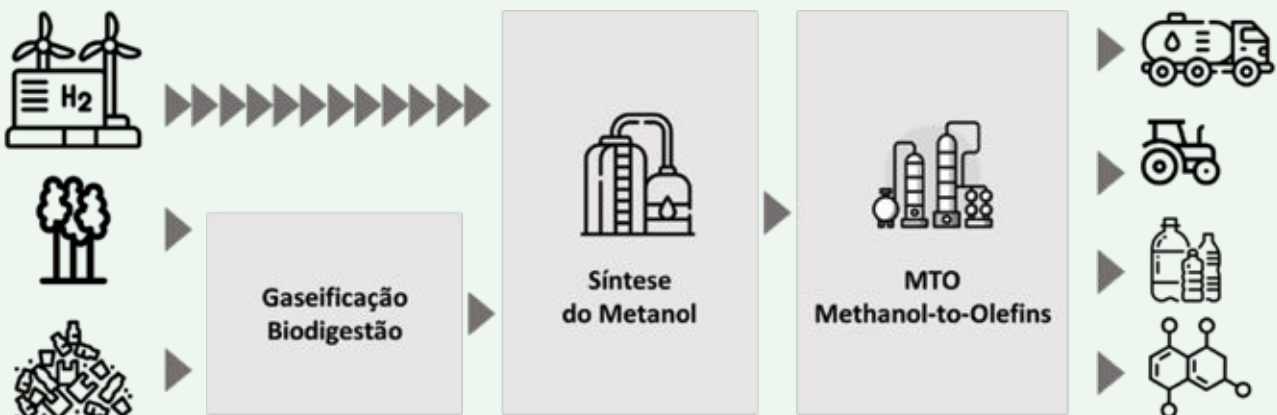 H2
Gaseificação
Biodigestão
Síntese
do Metanol
MTO
Methanol-to-Olefins